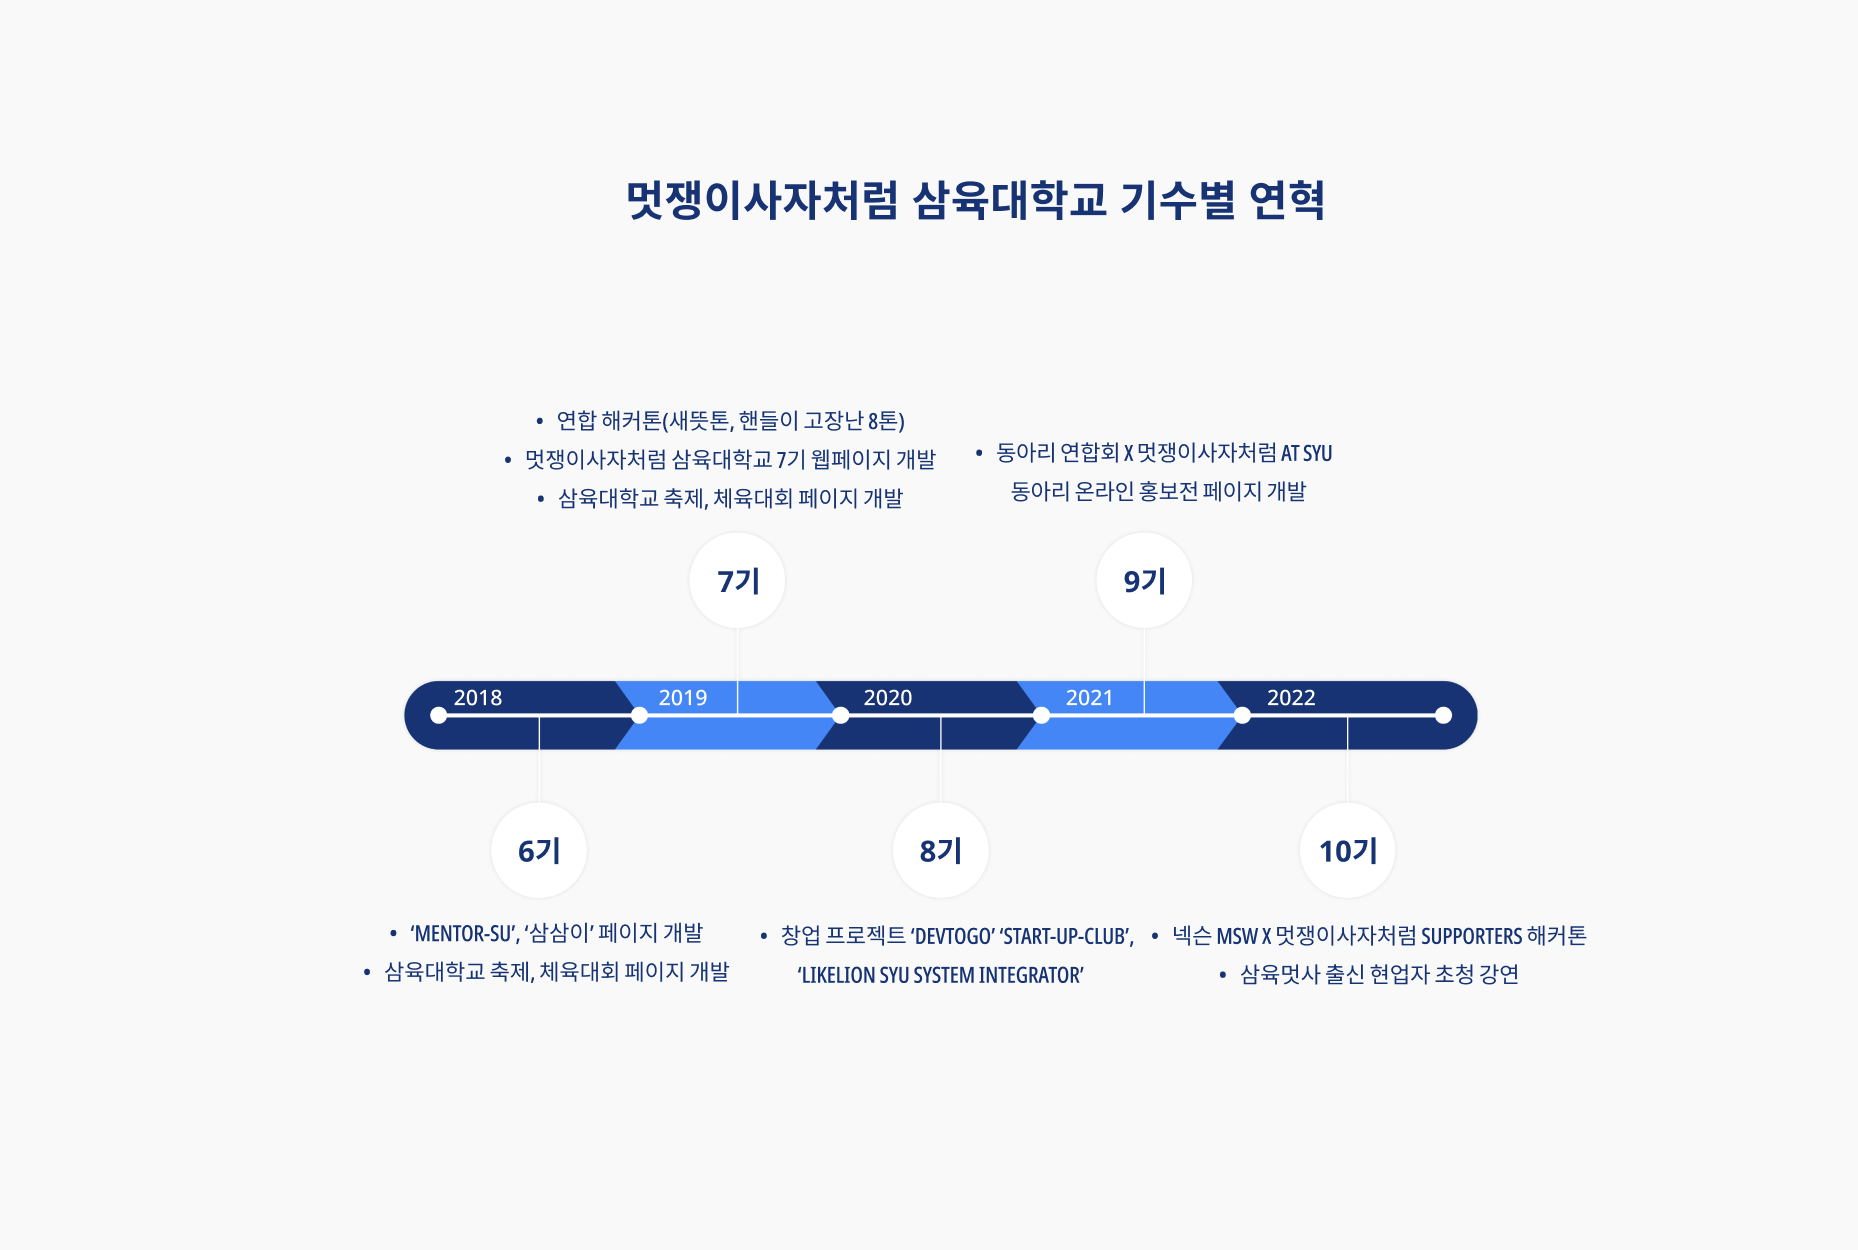 멋쟁이사자처럼 삼육대학교 기수별 연혁
• 연합 해커톤(새뜻톤, 핸들이 고장난 8톤)
• 멋쟁이사자처럼 삼육대학교 7기 웹페이지 개발
• 삼육대학교 축제, 체육대회 페이지 개발
• 동아리 연합회 X 멋쟁이사자처럼 AT SYU
동아리 온라인 홍보전 페이지 개발
7기
9기
2018
2019
2020
2021
2022
6기
8기
10기
• ‘MENTOR-SU’, ‘삼삼이’ 페이지 개발
• 삼육대학교 축제, 체육대회 페이지 개발
• 창업 프로젝트 ‘DEVTOGO’ ‘START-UP-CLUB’,
‘LIKELION SYU SYSTEM INTEGRATOR’
• 넥슨 MSW X 멋쟁이사자처럼 SUPPORTERS 해커톤
• 삼육멋사 출신 현업자 초청 강연